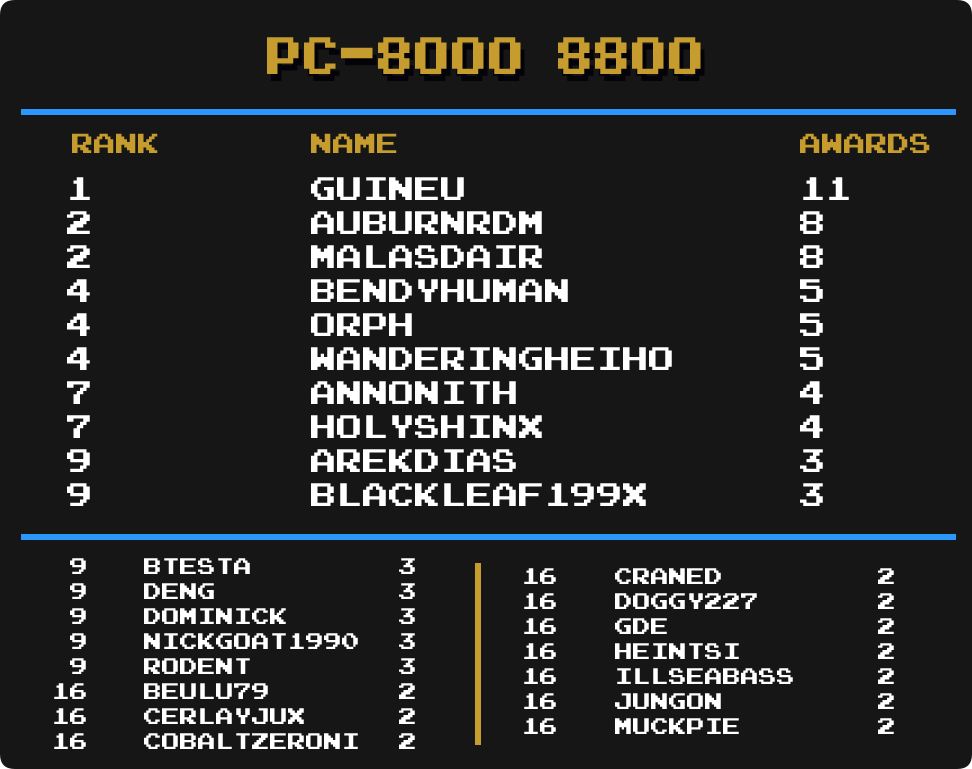 PC-8000 8800
RANK NAME AWARDS
1 GUINEU 11
2 AUBURNRDM 8
2 MALASDAIR 8
4 BENDYHUMAN 5
4 ORPH 5
4 WANDERINGHEIHO 5
7 ANNONITH 4
7 HOLYSHINX 4
9 AREKDIAS 3
9 BLACKLEAF199X 3
9 BTESTA 3
9 DENG 3
9 DOMINICK 3
9 NICKGOAT1990 3
9 RODENT 3
16 BEULU79 2
16 CERLAYJUX 2
16 COBALTZERONI 2
16 CRANED 2
16 DOGGY227 2
16 GDE 2
16 HEINTSI 2
16 ILLSEABASS 2
16 JUNGON 2
16 MUCKPIE 2